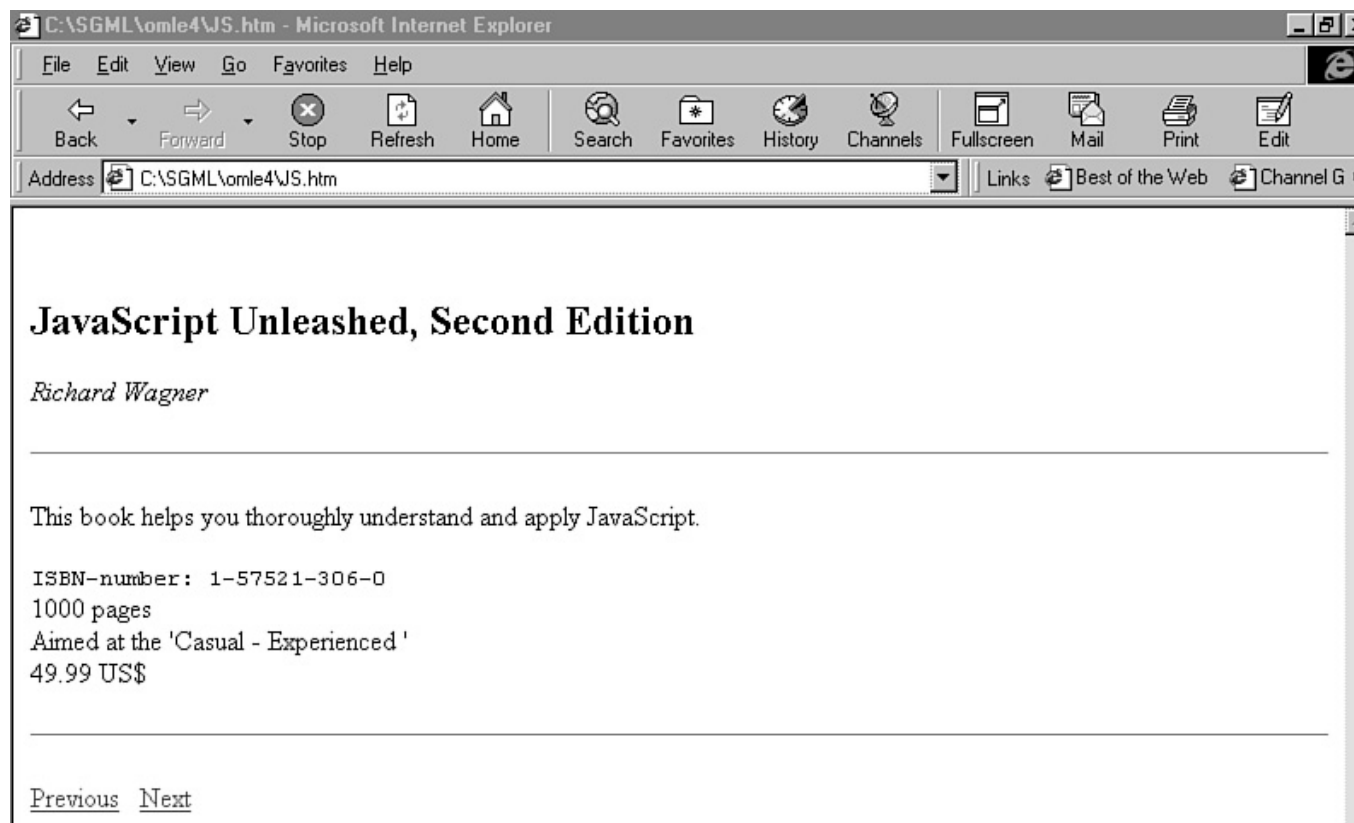 C:\SGML\omle4\JS.htm - Microsoft Internet Explorer
File Edit View Go Favorites Help
Back Forward Stop Refresh Home Search Favorites History Channels Fullscreen Mail Print Edit
Address C:\SGML\omle4\JS.htm Links Best of the Web Channel G
JavaScript Unleashed, Second Edition
Richard Wagner
This book helps you thoroughly understand and apply JavaScript.
ISBN-number: 1-57521-306-0
1000 pages
Aimed at the 'Casual - Experienced '
49.99 US$
Previous Next